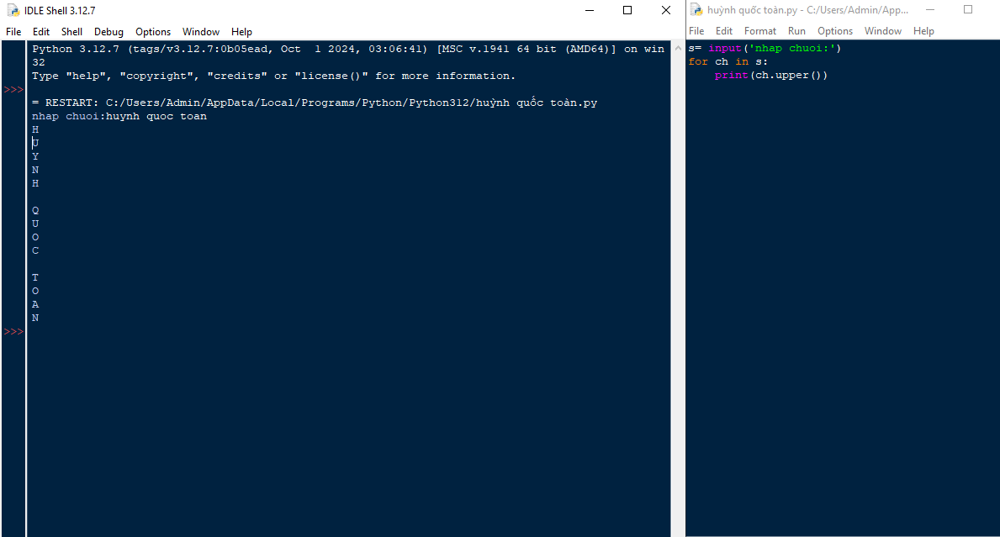 IDLE Shell 3.12.7
File Edit Shell Debug Options Window Help
Python 3.12.7 (tags/v3.12.7:0b05ead, Oct  1 2024, 03:06:41) [MSC v.1941 64 bit (AMD64)] on win
32
Type "help", "copyright", "credits" or "license()" for more information.
>>>
= RESTART: C:/Users/Admin/AppData/Local/Programs/Python/Python312/huỳnh quốc toàn.py
nhap chuoi:huynh quoc toan
H
U
Y
N
H
Q
U
O
C
T
O
A
N
>>>
huỳnh quốc toàn.py - C:/Users/Admin/App...
File Edit Format Run Options Window Help
s= input('nhap chuoi:')
for ch in s:
    print(ch.upper())